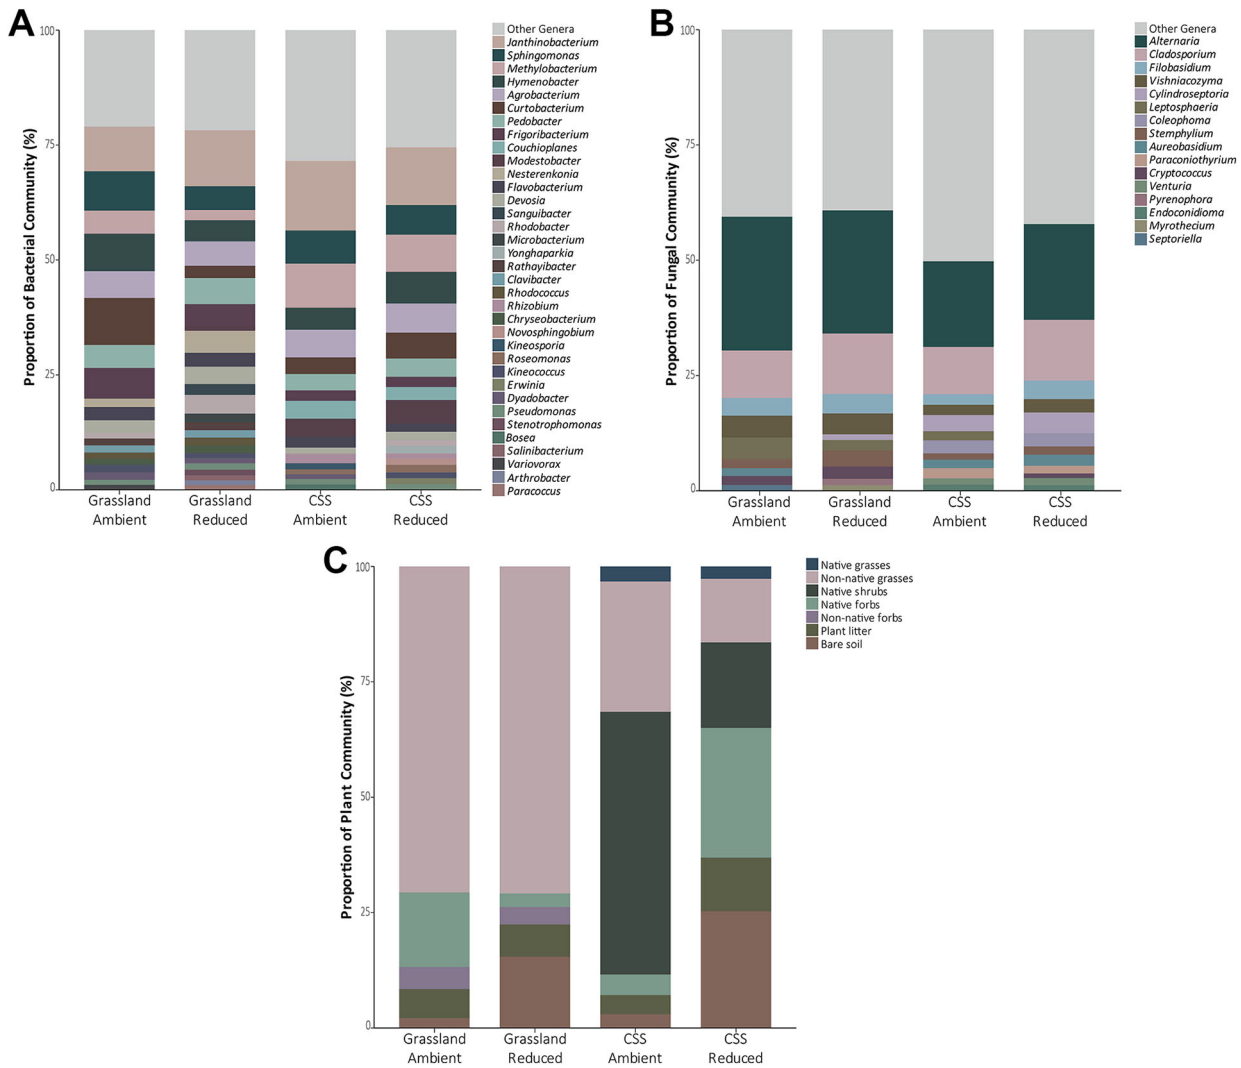 A
Proportion of Bacterial Community (%)
100
75
50
25
0
Grassland
Ambient
Grassland
Reduced
CSS
Ambient
CSS
Reduced
Other Genera
Janthinobacterium
Sphingomonas
Methylobacterium
Hymenobacter
Agrobacterium
Curtobacterium
Pedobacter
Frigoribacterium
Couchioplanes
Modestobacter
Nesterenkonia
Flavobacterium
Devosia
Sanguibacter
Rhodobacter
Microbacterium
Yonghaparkia
Rathayibacter
Clavibacter
Rhodococcus
Rhizobium
Chryseobacterium
Novosphingobium
Kineosporia
Roseomonas
Kineococcus
Erwinia
Dyadobacter
Pseudomonas
Stenotrophomonas
Bosea
Salinibacterium
Variovorax
Arthrobacter
Paracoccus
B
Proportion of Fungal Community (%)
100
75
50
25
0
Grassland
Ambient
Grassland
Reduced
CSS
Ambient
CSS
Reduced
Other Genera
Alternaria
Cladosporium
Filobasidium
Vishniacozyma
Cylindroseptoria
Leptosphaeria
Coleophoma
Stemphylium
Aureobasidium
Paraconiothyrium
Cryptococcus
Venturia
Pyrenophora
Endoconidioma
Myrothecium
Septoriella
C
Proportion of Plant Community (%)
100
75
50
25
0
Grassland
Ambient
Grassland
Reduced
CSS
Ambient
CSS
Reduced
Native grasses
Non-native grasses
Native shrubs
Native forbs
Non-native forbs
Plant litter
Bare soil